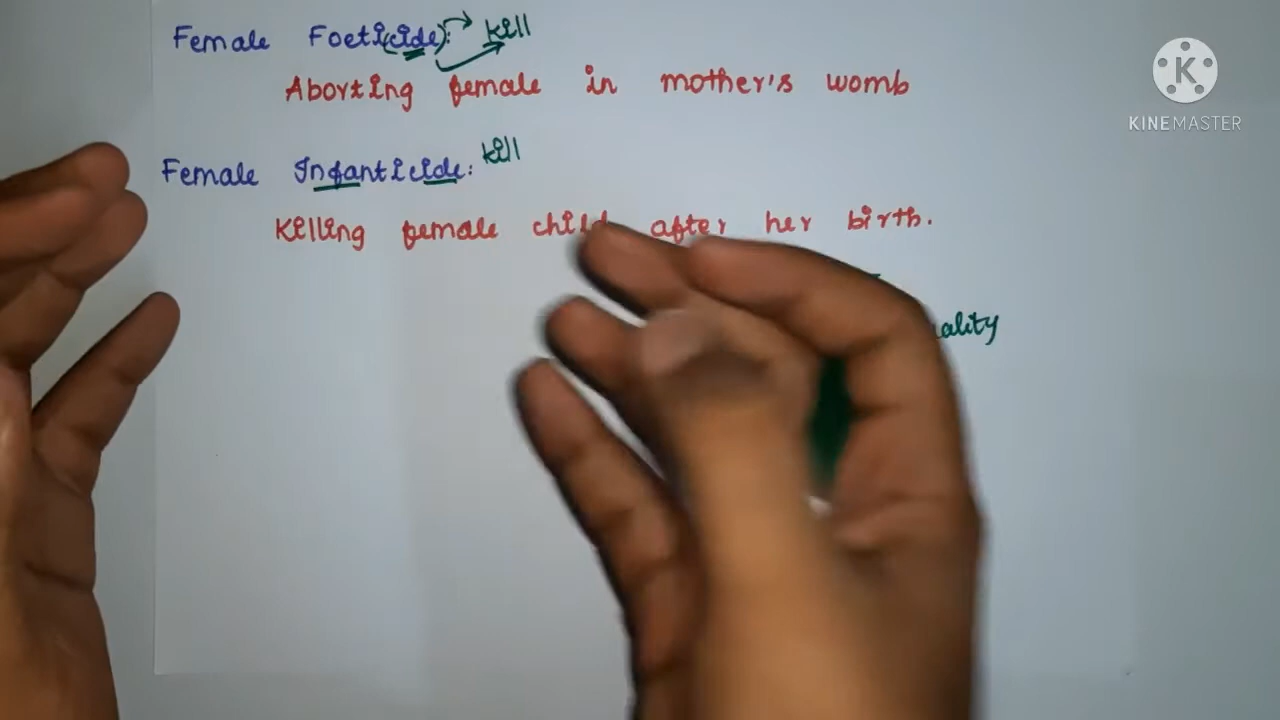 Female Foeticide): kill
Aborting female in mother's womb
Female Infanticide: kill
Killing female child after her birth.
K
KINEMASTER